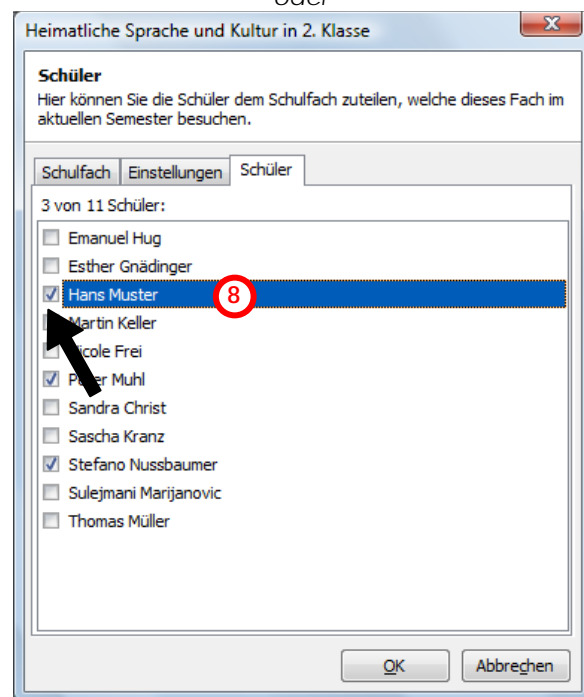 oder
Heimatliche Sprache und Kultur in 2. Klasse
Schüler
Hier können Sie die Schüler dem Schulfach zuteilen, welche dieses Fach im
aktuellen Semester besuchen.
Schulfach Einstellungen Schüler
3 von 11 Schüler:
Emanuel Hug
Esther Gnädinger
Hans Muster 8
Martin Keller
Nicole Frei
Peter Muhl
Sandra Christ
Sascha Kranz
Stefano Nussbaumer
Sulejmani Marijanovic
Thomas Müller
OK Abbrechen